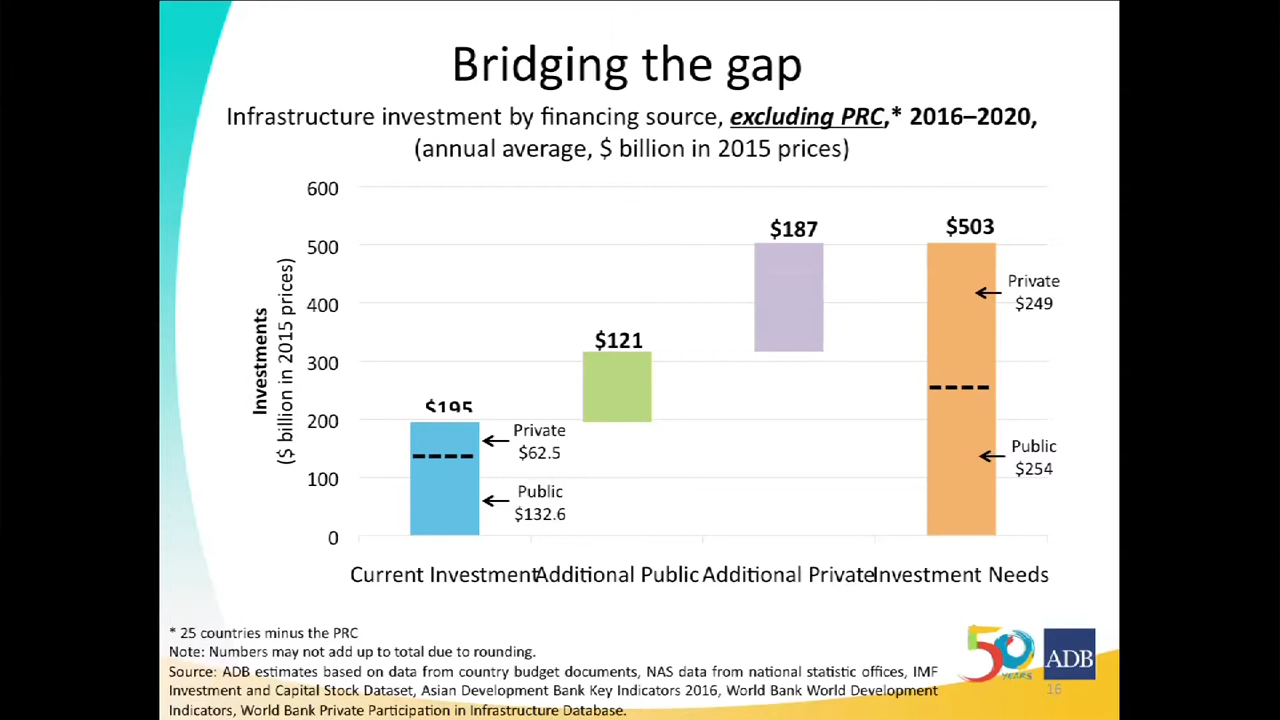 Bridging the gap
Infrastructure investment by financing source, excluding PRC,* 2016–2020,
(annual average, $ billion in 2015 prices)
Investments
($ billion in 2015 prices)
600
500
400
300
200
100
0
$195
Private
$62.5
Public
$132.6
$121
$187
$503
Private
$249
Public
$254
Current Investment
Additional Public
Additional Private
Investment Needs
* 25 countries minus the PRC
Note: Numbers may not add up to total due to rounding.
Source: ADB estimates based on data from country budget documents, NAS data from national statistic offices, IMF
Investment and Capital Stock Dataset, Asian Development Bank Key Indicators 2016, World Bank World Development
Indicators, World Bank Private Participation in Infrastructure Database.
50
YEARS
ADB
16